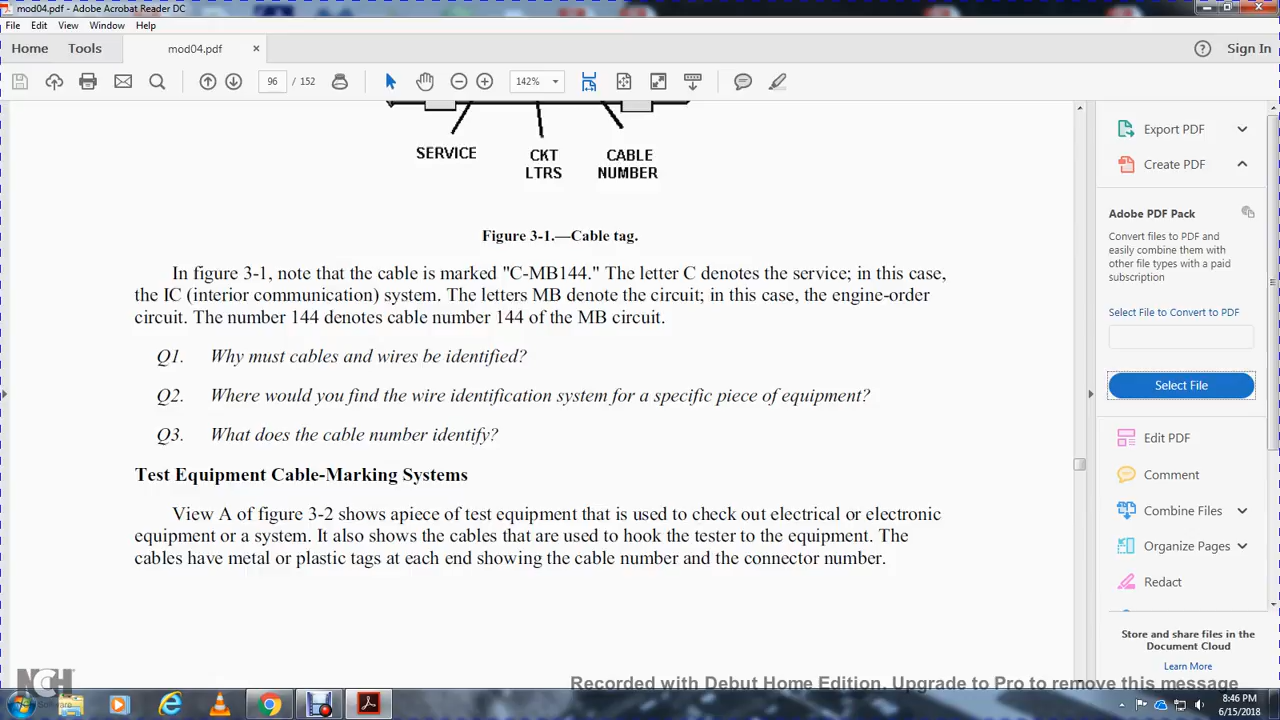 mod04.pdf - Adobe Acrobat Reader DC
File Edit View Window Help
Home Tools mod04.pdf × ? Sign In
96 / 152 142%
SERVICE CKT LTRS CABLE NUMBER
Figure 3-1.—Cable tag.
In figure 3-1, note that the cable is marked "C-MB144." The letter C denotes the service; in this case,
the IC (interior communication) system. The letters MB denote the circuit; in this case, the engine-order
circuit. The number 144 denotes cable number 144 of the MB circuit.
Q1. Why must cables and wires be identified?
Q2. Where would you find the wire identification system for a specific piece of equipment?
Q3. What does the cable number identify?
Test Equipment Cable-Marking Systems
View A of figure 3-2 shows apiece of test equipment that is used to check out electrical or electronic
equipment or a system. It also shows the cables that are used to hook the tester to the equipment. The
cables have metal or plastic tags at each end showing the cable number and the connector number.
Export PDF
Create PDF
Adobe PDF Pack
Convert files to PDF and
easily combine them with
other file types with a paid
subscription
Select File to Convert to PDF
Select File
Edit PDF
Comment
Combine Files
Organize Pages
Redact
Store and share files in the
Document Cloud
Learn More
NCH
Software
Recorded with Debut Home Edition. Upgrade to Pro to remove this message
8:46 PM
6/15/2018